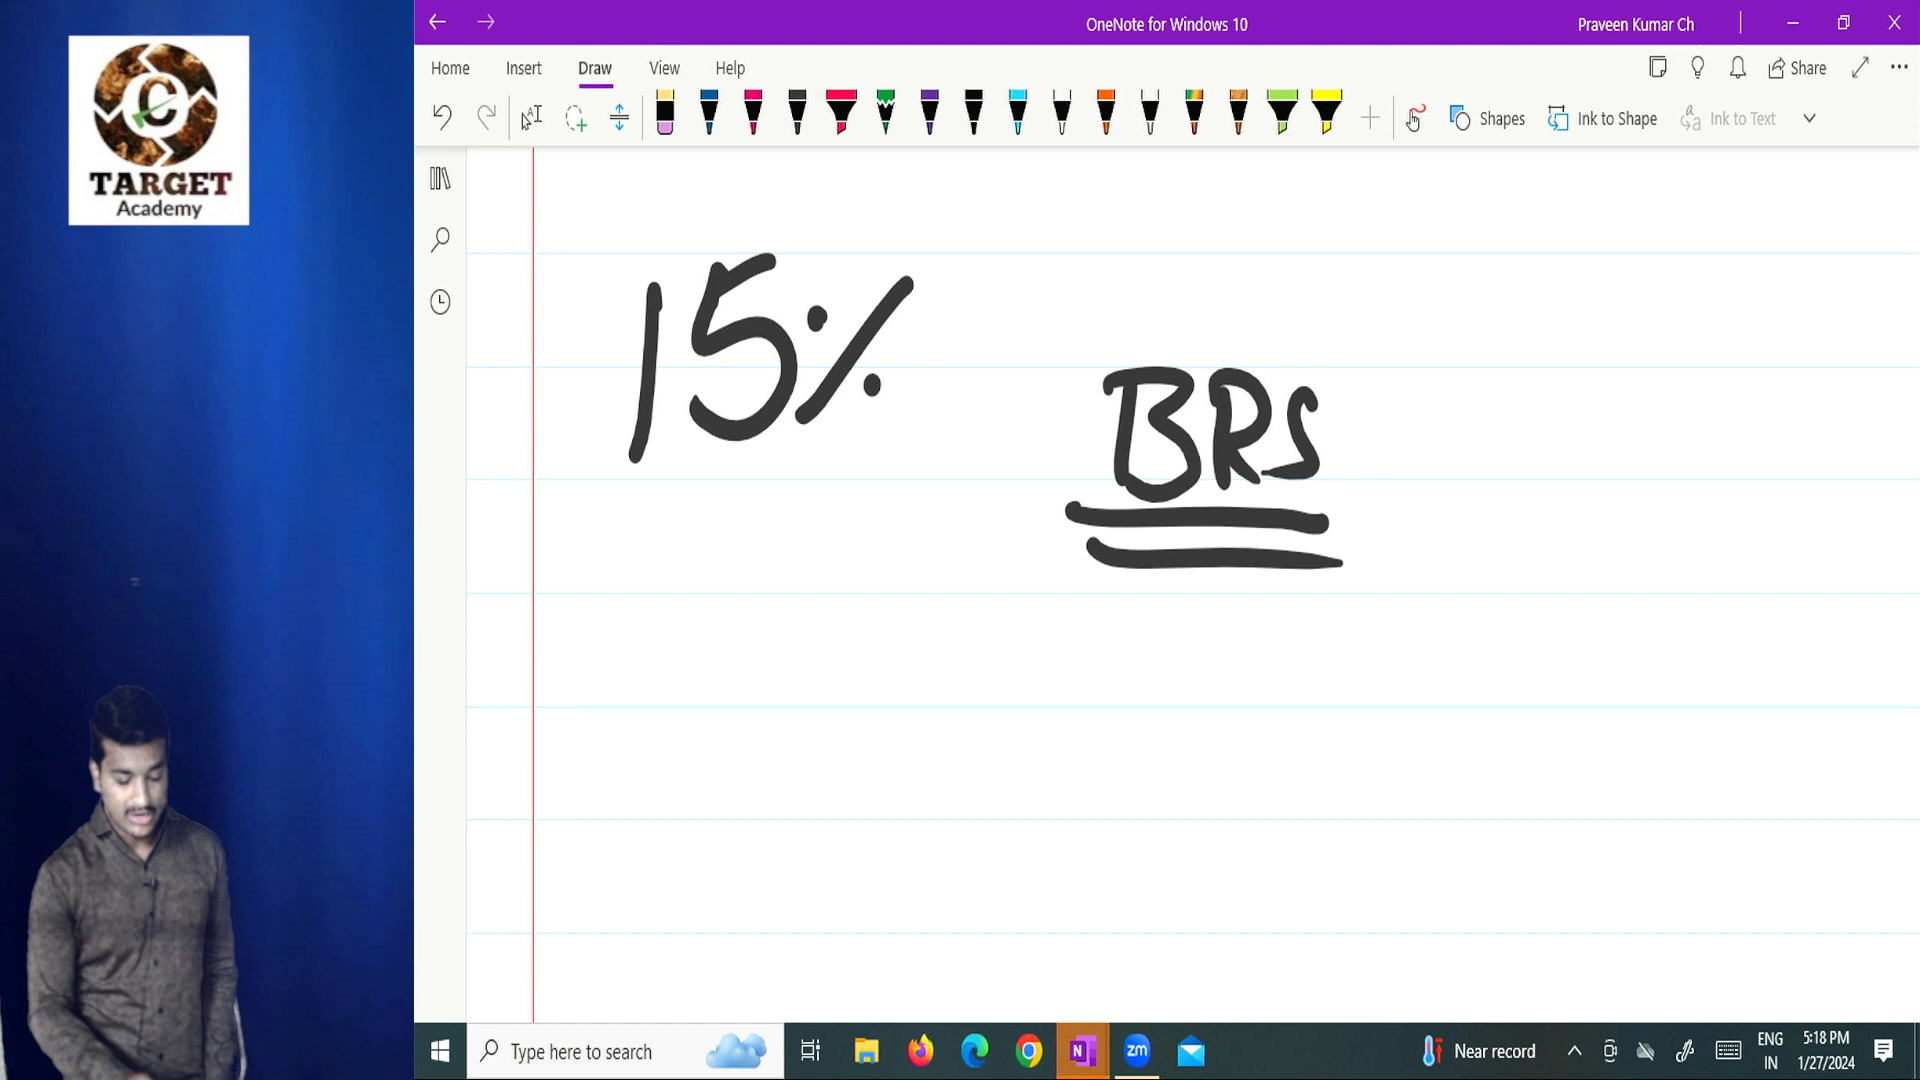 OneNote for Windows 10
Praveen Kumar Ch
Home Insert Draw View Help
Share
Shapes Ink to Shape Ink to Text
C
TARGET
Academy
15%
BRS
Type here to search
N
zm
Near record
ENG
IN
5:18 PM
1/27/2024